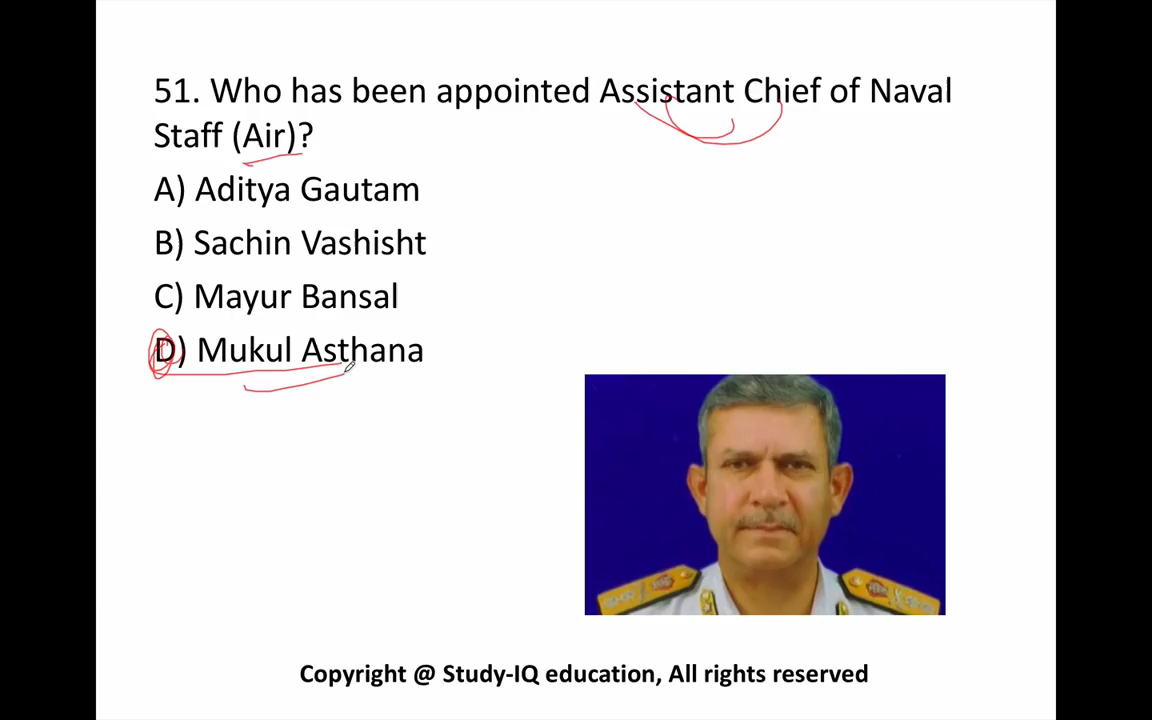 51. Who has been appointed Assistant Chief of Naval
Staff (Air)?
A) Aditya Gautam
B) Sachin Vashisht
C) Mayur Bansal
D) Mukul Asthana
Copyright @ Study-IQ education, All rights reserved